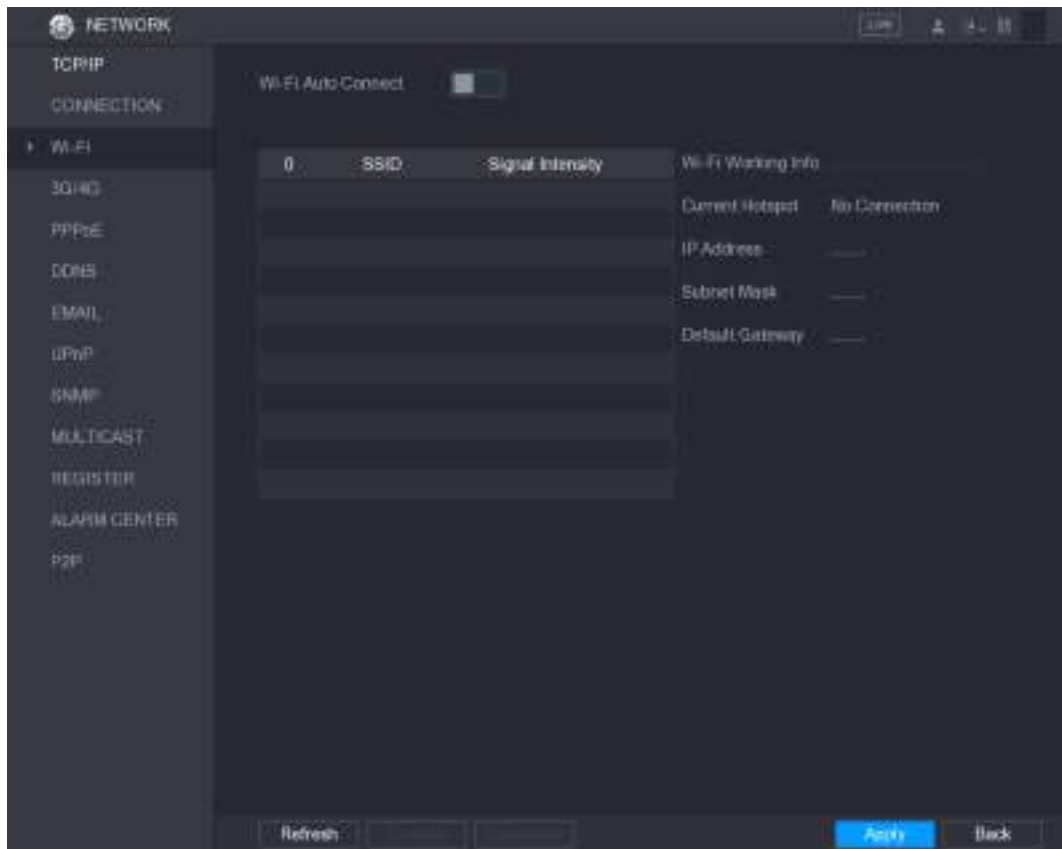 NETWORK
LIVE
TCP/IP
CONNECTION
WI-FI
3G/4G
PPPoE
DDNS
EMAIL
UPnP
SNMP
MULTICAST
REGISTER
ALARM CENTER
P2P
Wi-Fi Auto Connect
0 SSID Signal Intensity
Wi-Fi Working Info
Current Hotspot No Connection
IP Address
Subnet Mask
Default Gateway
Refresh
Apply
Back